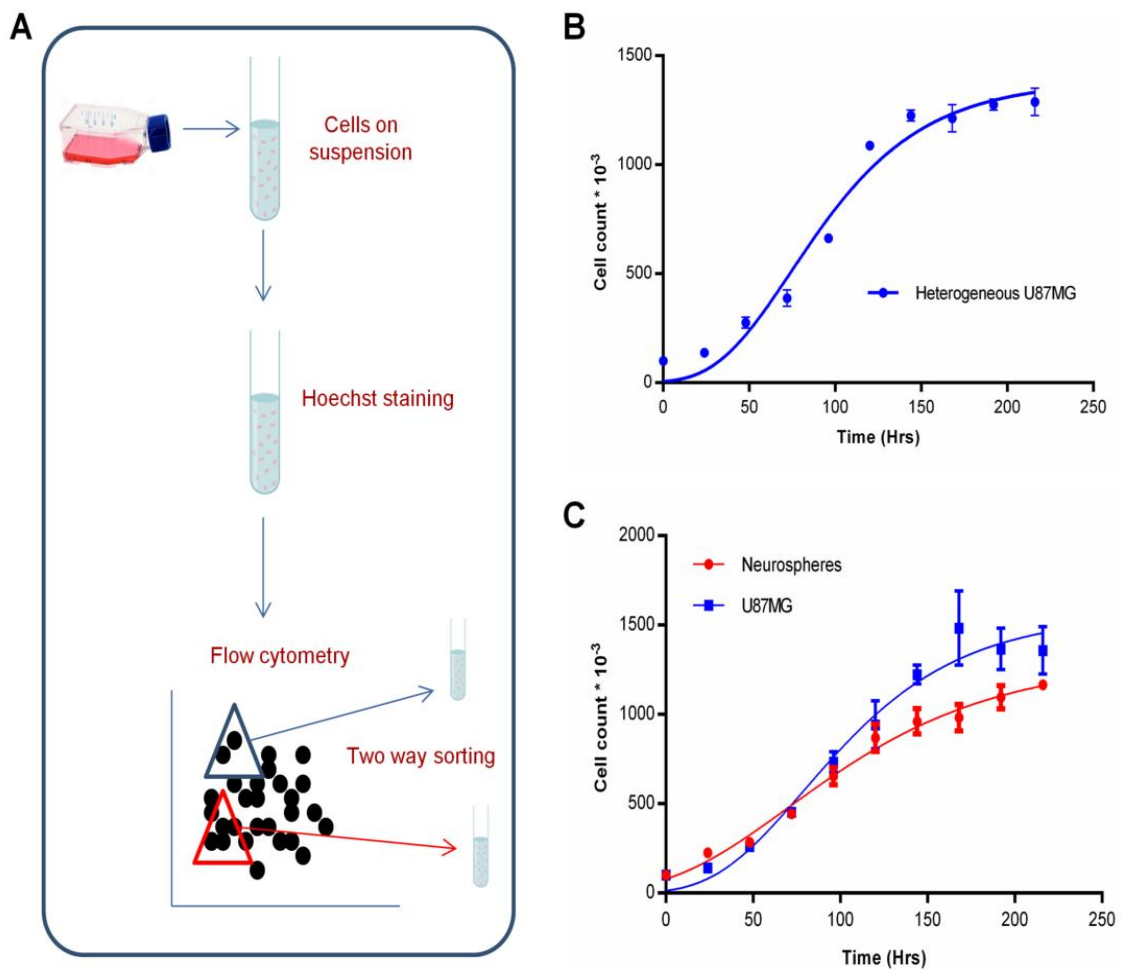 A
Cells on
suspension
Hoechst staining
Flow cytometry
Two way sorting
B
1500
1000
500
0
Cell count * 10⁻³
Heterogeneous U87MG
0 50 100 150 200 250
Time (Hrs)
C
2000
1500
1000
500
0
Cell count * 10⁻³
Neurospheres
U87MG
0 50 100 150 200 250
Time (Hrs)